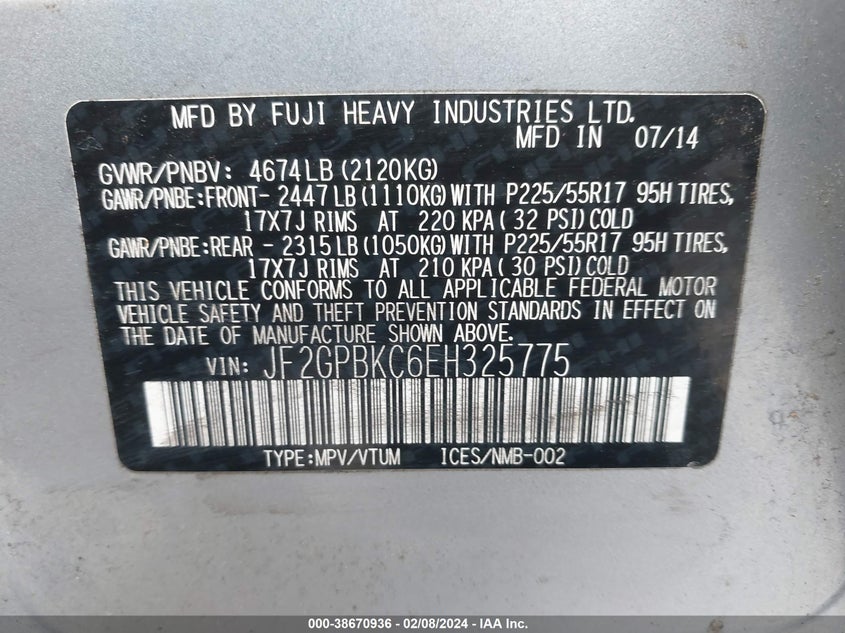 MFD BY FUJI HEAVY INDUSTRIES LTD.
MFD IN 07/14
GVWR/PNBV: 4674LB (2120KG)
GAWR/PNBE:FRONT- 2447LB (1110KG) WITH P225/55R17 95H TIRES,
17X7J RIMS AT 220 KPA ( 32 PSI) COLD
GAWR/PNBE:REAR - 2315LB (1050KG) WITH P225/55R17 95H TIRES,
17X7J RIMS AT 210 KPA ( 30 PSI) COLD
THIS VEHICLE CONFORMS TO ALL APPLICABLE FEDERAL MOTOR
VEHICLE SAFETY AND THEFT PREVENTION STANDARDS IN EFFECT ON
THE DATE OF MANUFACTURE SHOWN ABOVE.
VIN: JF2GPBKC6EH325775
TYPE:MPV/VTUM ICES/NMB-002
000-38670936 - 02/08/2024 - IAA Inc.